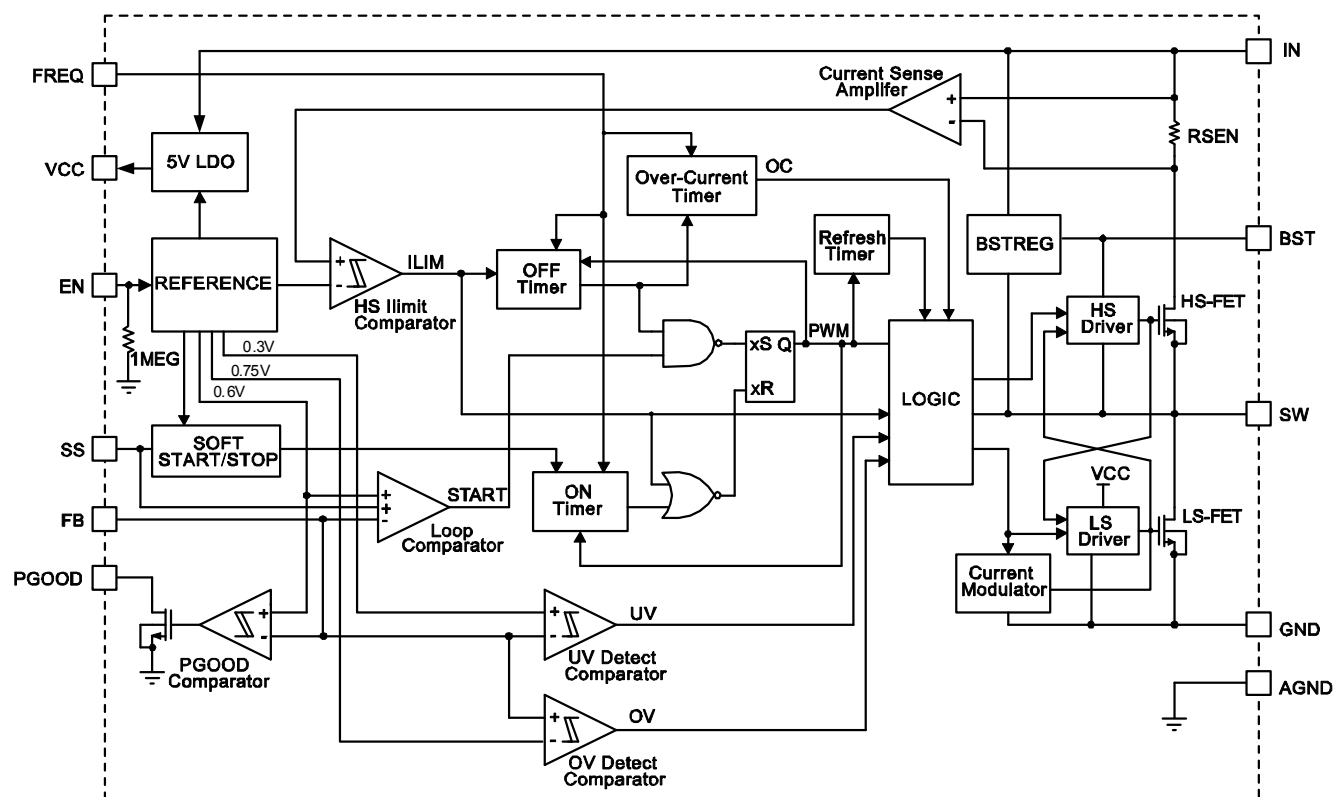 IN
FREQ
Current Sense
Amplifer
+
-
RSEN
VCC
5V LDO
OC
Over-Current
Timer
Refresh
Timer
BSTREG
BST
EN
REFERENCE
+
-
ILIM
HS Ilimit
Comparator
OFF
Timer
HS
Driver
HS-FET
1MEG
0.3V
0.75V
0.6V
PWM
xS Q
xR
LOGIC
SW
SS
SOFT
START/STOP
VCC
+
+
-
START
Loop
Comparator
ON
Timer
LS
Driver
LS-FET
FB
PGOOD
Current
Modulator
+
-
PGOOD
Comparator
+
-
UV
UV Detect
Comparator
GND
AGND
+
-
OV
OV Detect
Comparator